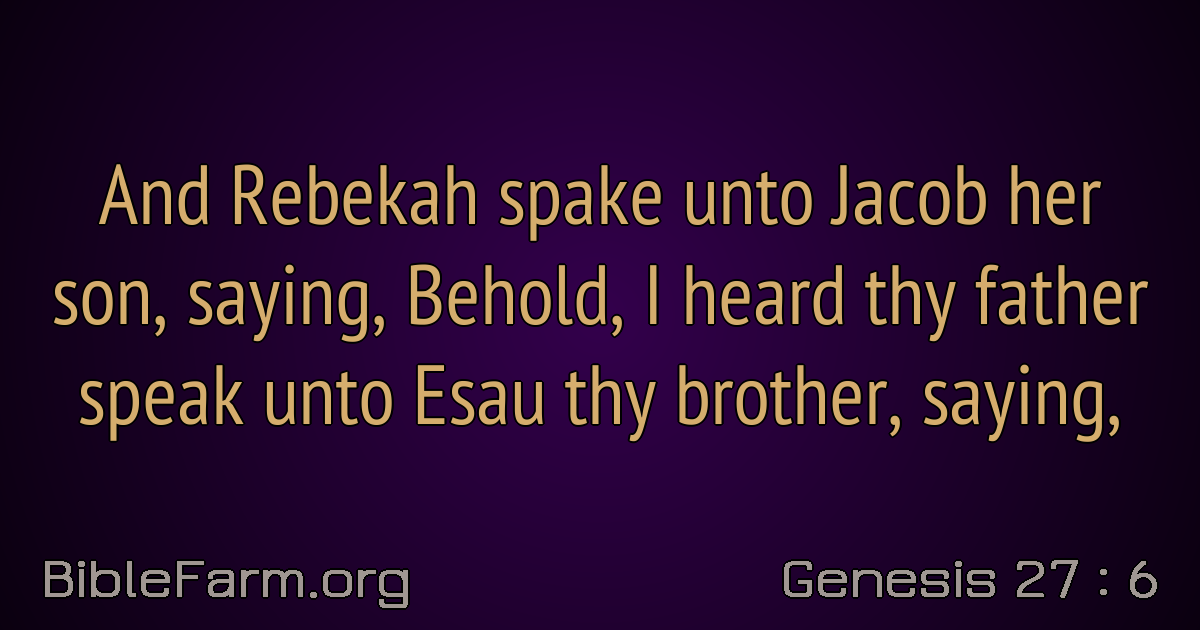 And Rebekah spake unto Jacob her
son, saying, Behold, I heard thy father
speak unto Esau thy brother, saying,
BibleFarm.org
Genesis 27 : 6